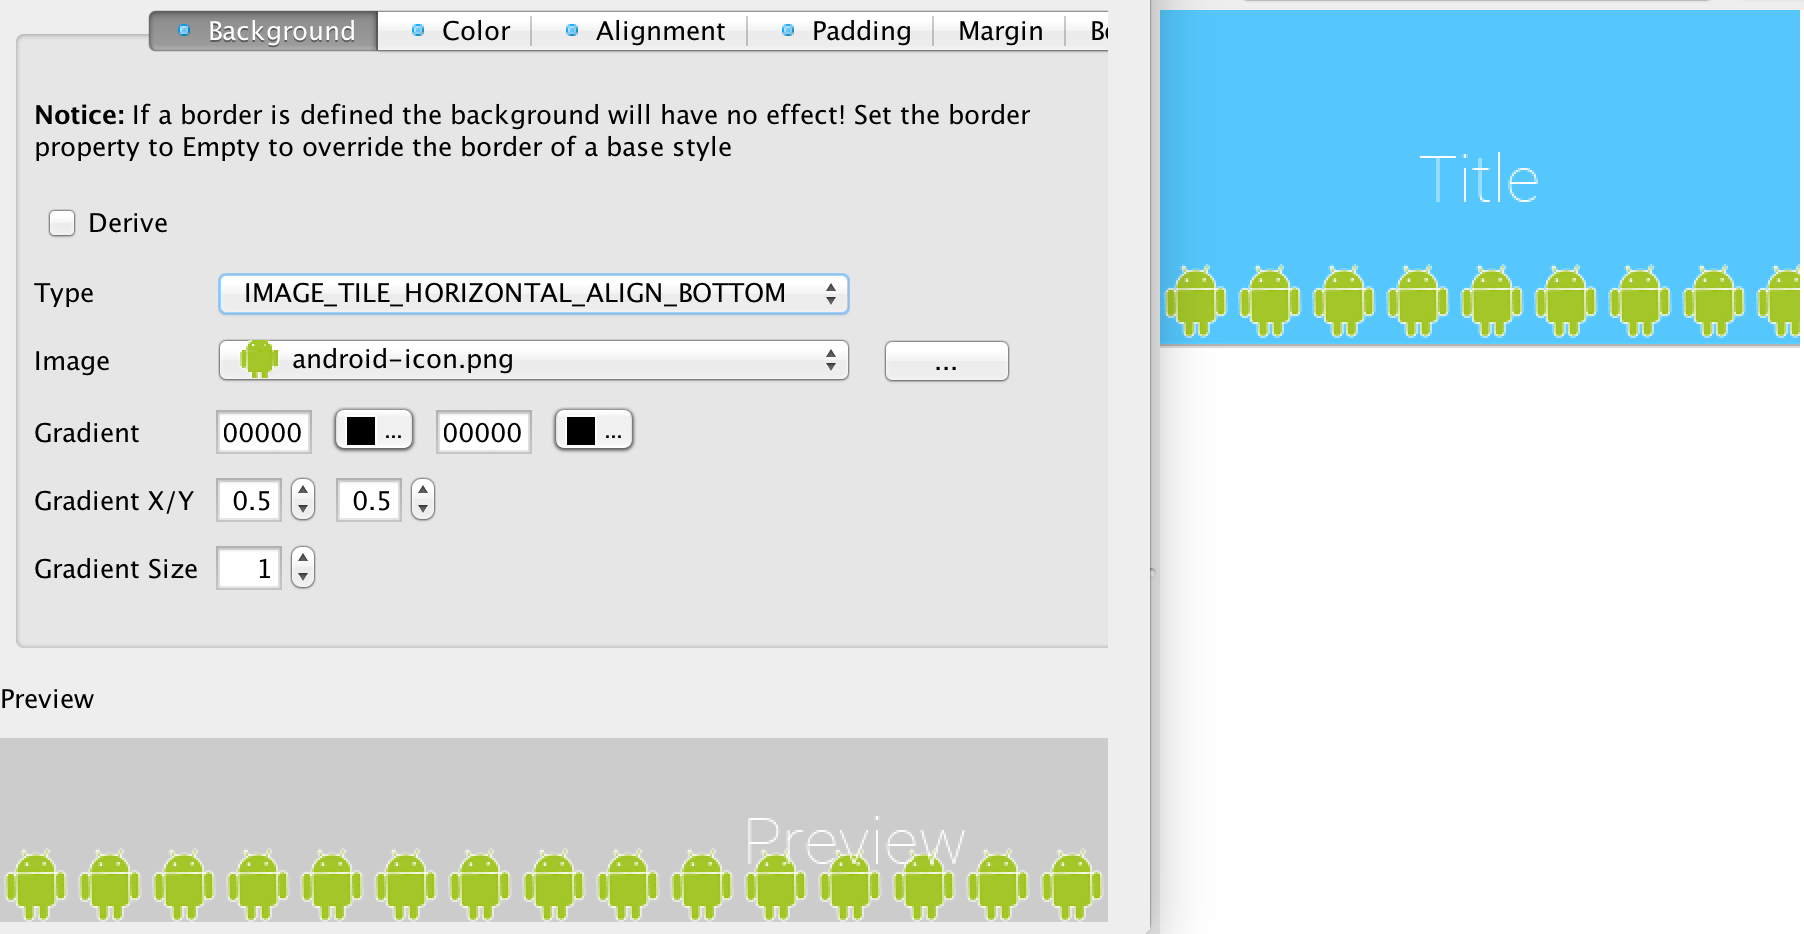 Background Color Alignment Padding Margin
Notice: If a border is defined the background will have no effect! Set the border
property to Empty to override the border of a base style
Derive
Type IMAGE_TILE_HORIZONTAL_ALIGN_BOTTOM
Image android-icon.png ...
Gradient 00000 ... 00000 ...
Gradient X/Y 0.5 0.5
Gradient Size 1
Preview
Preview
Title